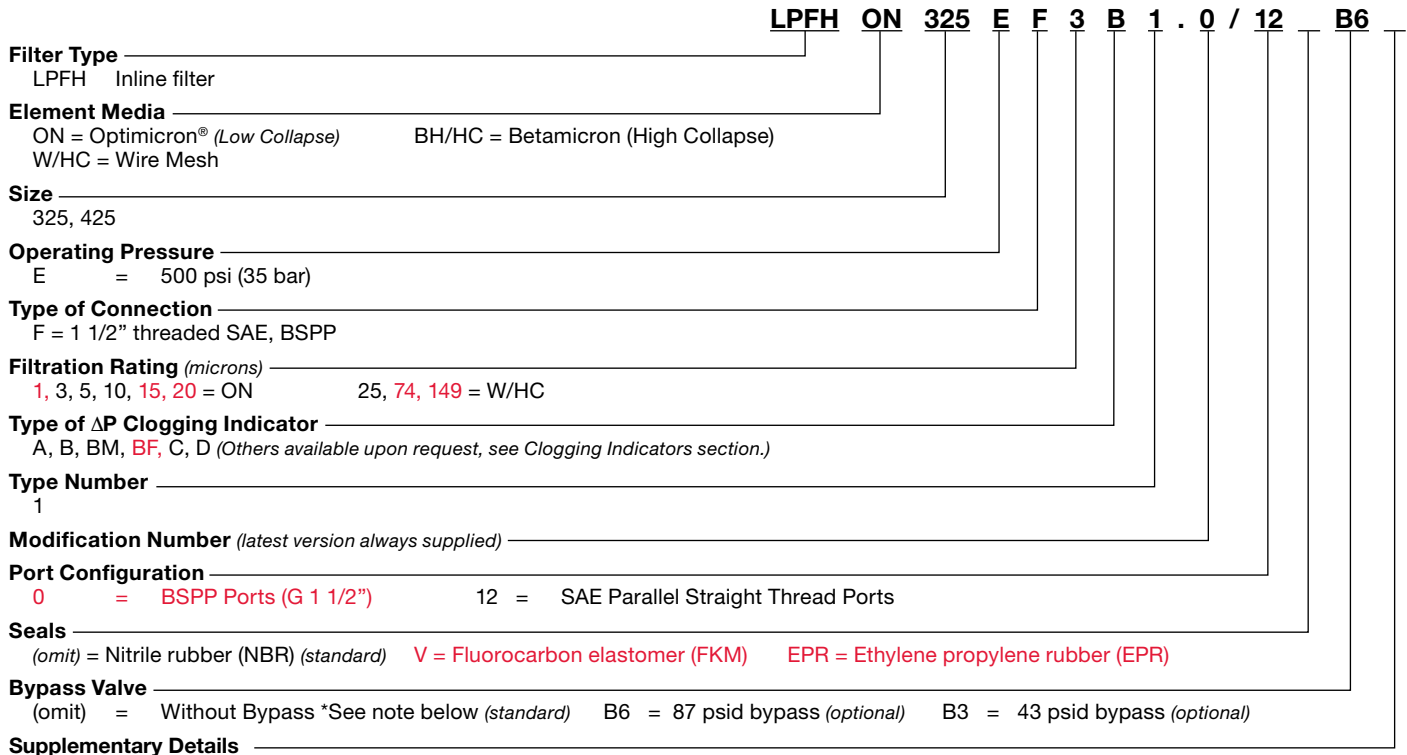 LPFH ON 325 E F 3 B 1 . 0 / 12 _ B6 _
Filter Type
LPFH Inline filter
Element Media
ON = Optimicron® (Low Collapse) BH/HC = Betamicron (High Collapse)
W/HC = Wire Mesh
Size
325, 425
Operating Pressure
E = 500 psi (35 bar)
Type of Connection
F = 1 1/2” threaded SAE, BSPP
Filtration Rating (microns)
1, 3, 5, 10, 15, 20 = ON 25, 74, 149 = W/HC
Type of ΔP Clogging Indicator
A, B, BM, BF, C, D (Others available upon request, see Clogging Indicators section.)
Type Number
1
Modification Number (latest version always supplied)
Port Configuration
0 = BSPP Ports (G 1 1/2”) 12 = SAE Parallel Straight Thread Ports
Seals
(omit) = Nitrile rubber (NBR) (standard) V = Fluorocarbon elastomer (FKM) EPR = Ethylene propylene rubber (EPR)
Bypass Valve
(omit) = Without Bypass *See note below (standard) B6 = 87 psid bypass (optional) B3 = 43 psid bypass (optional)
Supplementary Details